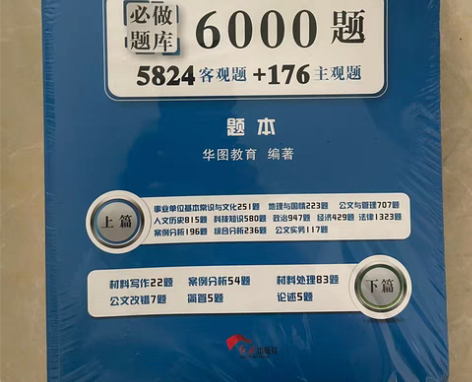 必做
题库
6000题
5824客观题+176主观题
题本
华图教育 编著
上篇
事业单位基本常识与文化251题 地理与国情223题 公文与管理707题
人文历史815题 科技知识580题 政治947题 经济429题 法律1323题
案例分析196题 综合分析236题 公文实务117题
材料写作22题 案例分析54题 材料处理83题
公文改错7题 简答5题 论述5题
下篇
出版社